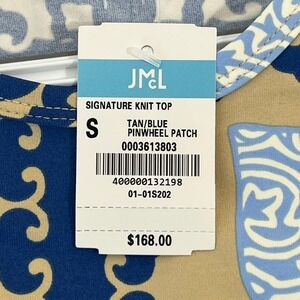 JMcL
SIGNATURE KNIT TOP
S
TAN/BLUE
PINWHEEL PATCH
0003613803
400000132198
01-01S202
$168.00